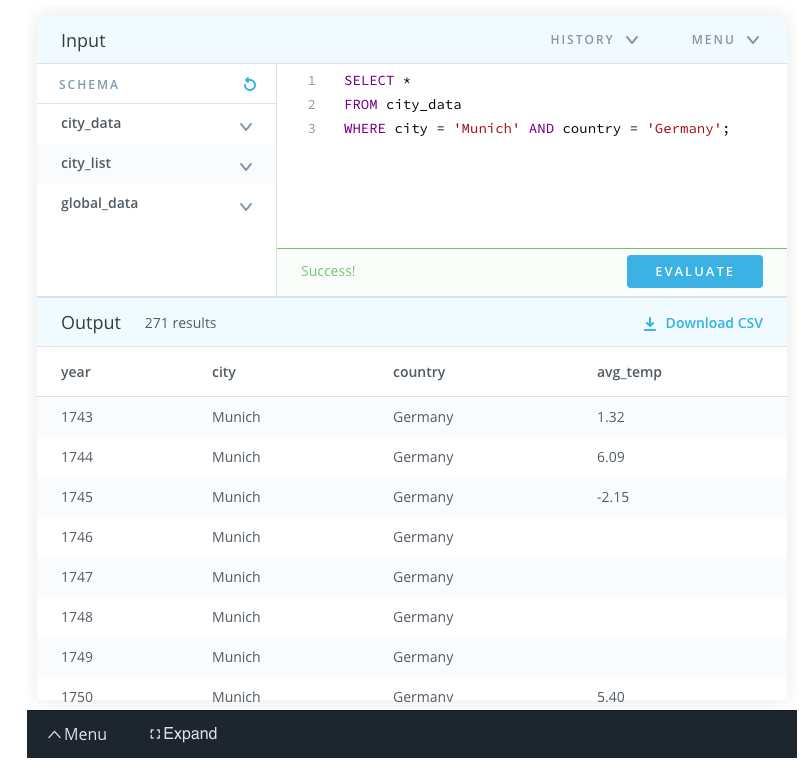 Input HISTORY MENU
SCHEMA
city_data
city_list
global_data
1 SELECT *
2 FROM city_data
3 WHERE city = 'Munich' AND country = 'Germany';
Success! EVALUATE
Output 271 results Download CSV
year city country avg_temp
1743 Munich Germany 1.32
1744 Munich Germany 6.09
1745 Munich Germany -2.15
1746 Munich Germany
1747 Munich Germany
1748 Munich Germany
1749 Munich Germany
1750 Munich Germany 5.40
Menu Expand